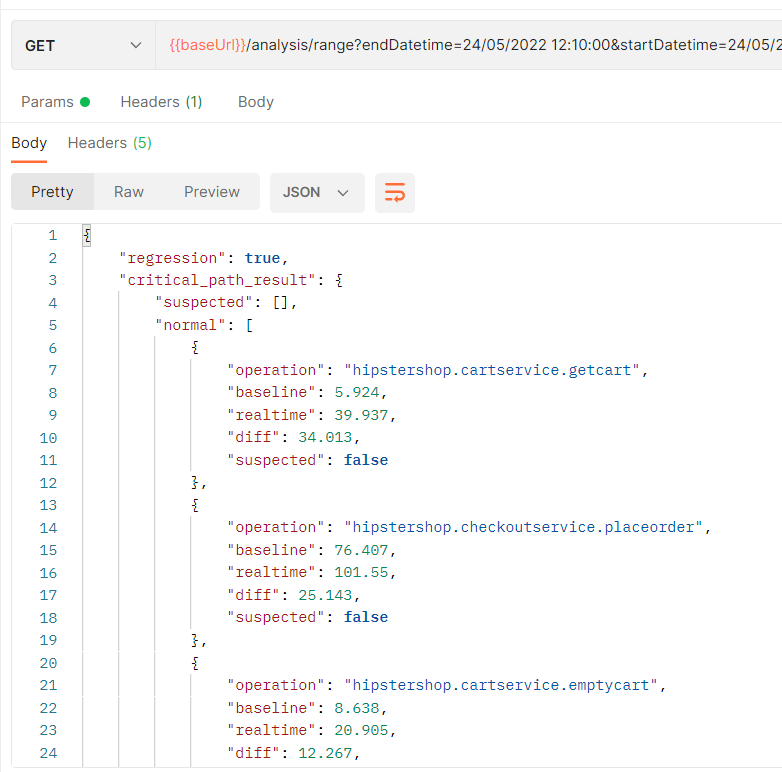 GET {{baseUrl}}/analysis/range?endDatetime=24/05/2022 12:10:00&startDatetime=24/05/2
Params Headers (1) Body
Body Headers (5)
Pretty Raw Preview JSON
1 {
2 "regression": true,
3 "critical_path_result": {
4 "suspected": [],
5 "normal": [
6 {
7 "operation": "hipstershop.cartservice.getcart",
8 "baseline": 5.924,
9 "realtime": 39.937,
10 "diff": 34.013,
11 "suspected": false
12 },
13 {
14 "operation": "hipstershop.checkoutservice.placeorder",
15 "baseline": 76.407,
16 "realtime": 101.55,
17 "diff": 25.143,
18 "suspected": false
19 },
20 {
21 "operation": "hipstershop.cartservice.emptycart",
22 "baseline": 8.638,
23 "realtime": 20.905,
24 "diff": 12.267,